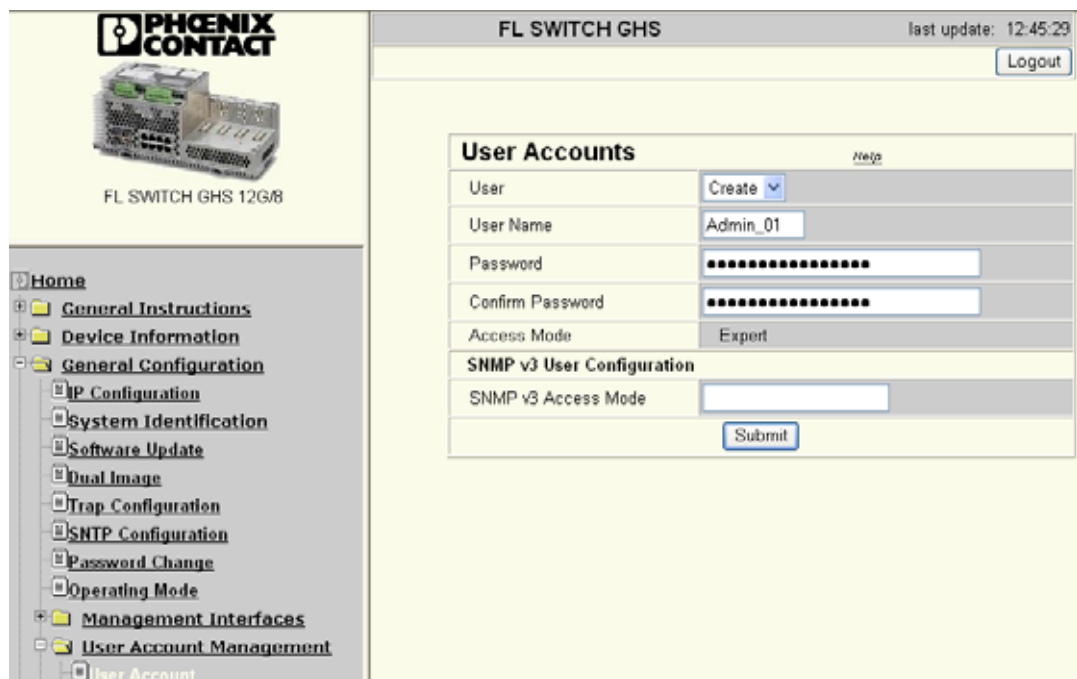 PHŒNIX
CONTACT
FL SWITCH GHS 12G/8
Home
General Instructions
Device Information
General Configuration
IP Configuration
System Identification
Software Update
Dual Image
Trap Configuration
SNTP Configuration
Password Change
Operating Mode
Management Interfaces
User Account Management
User Account
FL SWITCH GHS
last update: 12:45:29
Logout
User Accounts Help
User Create
User Name Admin_01
Password ●●●●●●●●●●●●●●●●
Confirm Password ●●●●●●●●●●●●●●●●
Access Mode Expert
SNMP v3 User Configuration
SNMP v3 Access Mode
Submit